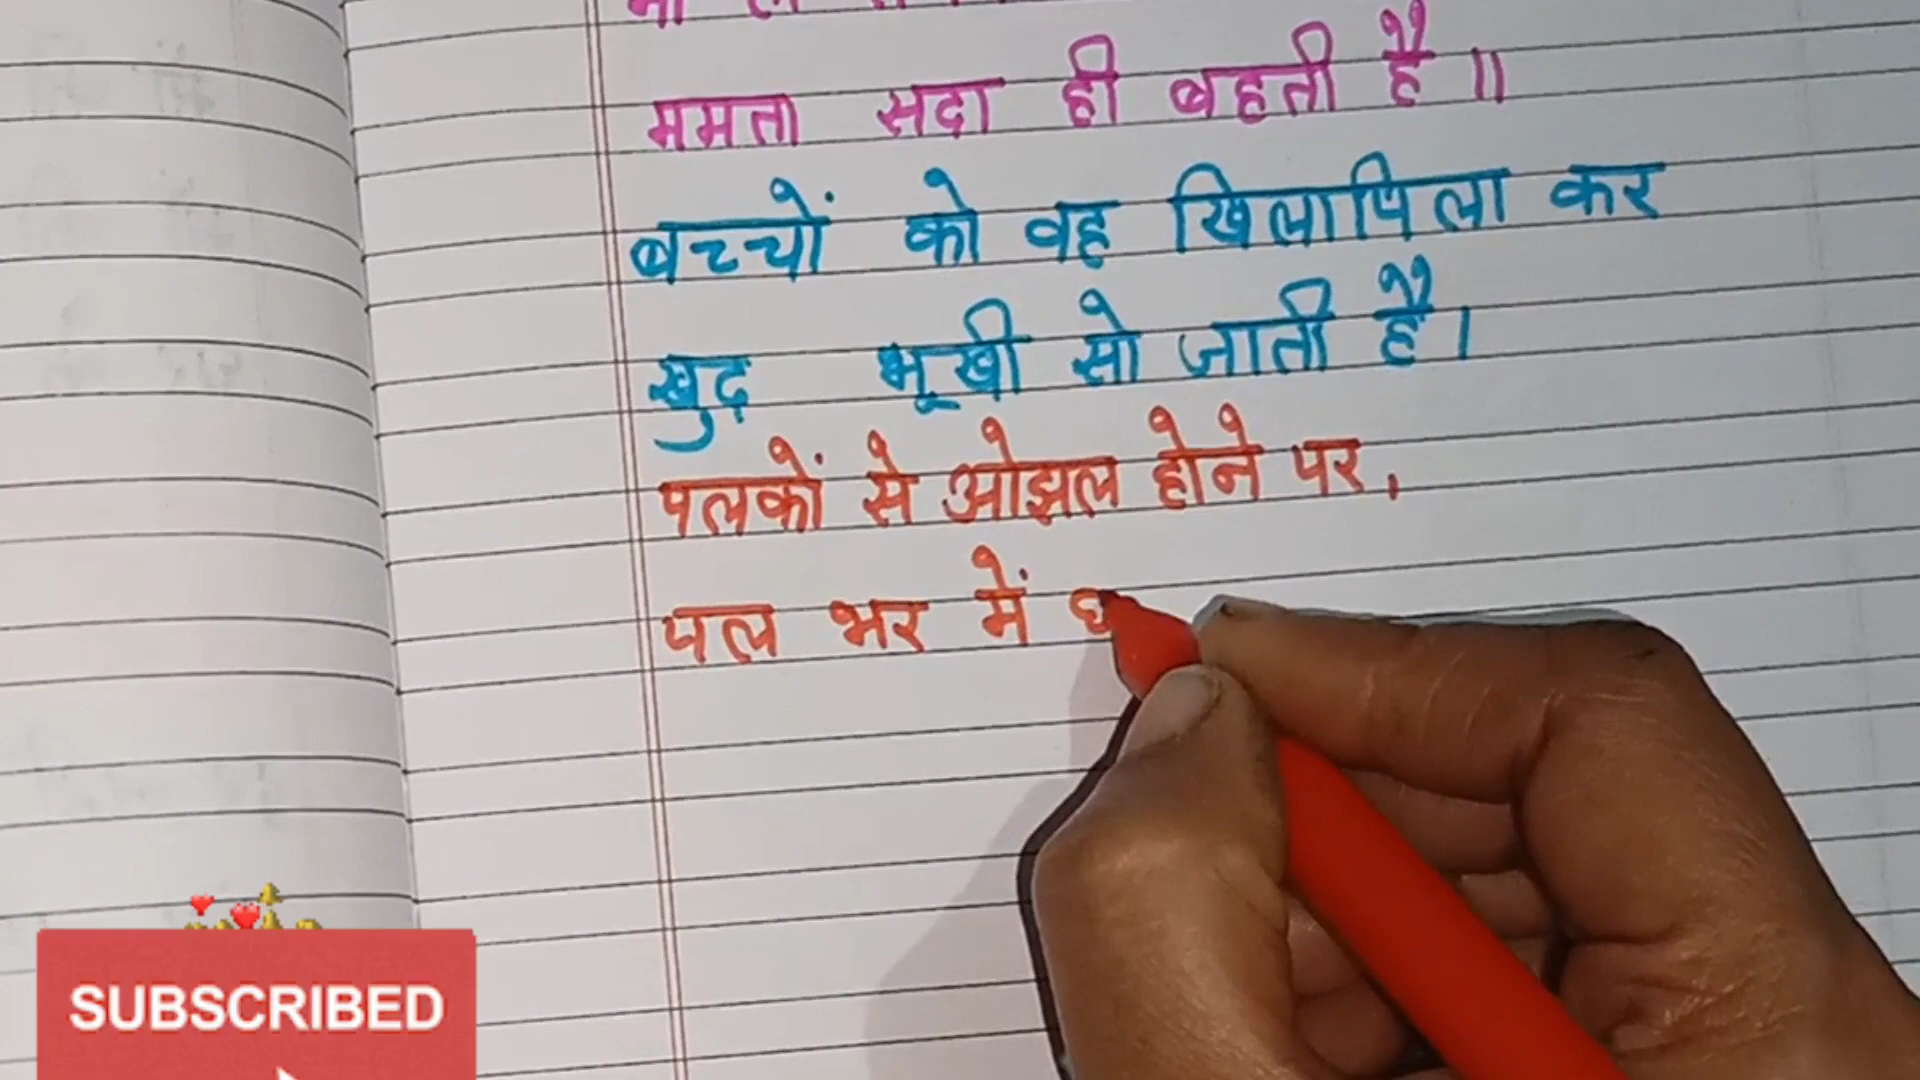 ममता सदा ही बहती है ॥
बच्चों को वह खिलापिला कर
खुद भूखी सो जाती है।
पलकों से ओझल होने पर,
पल भर में
SUBSCRIBED